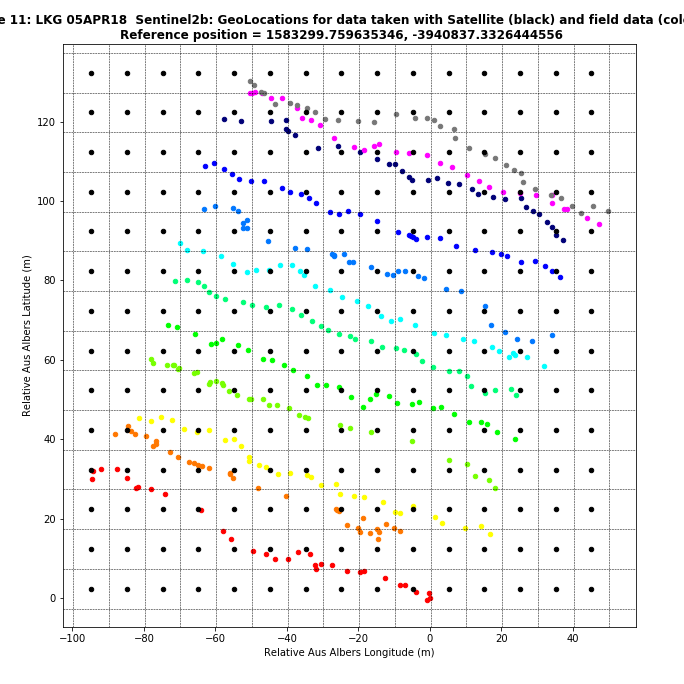 11: LKG 05APR18 Sentinel2b: GeoLocations for data taken with Satellite (black) and field data
Reference position = 1583299.759635346, -3940837.3326444556
120
100
80
60
40
20
0
Relative Aus Albers Latitude (m)
−100 −80 −60 −40 −20 0 20 40
Relative Aus Albers Longitude (m)